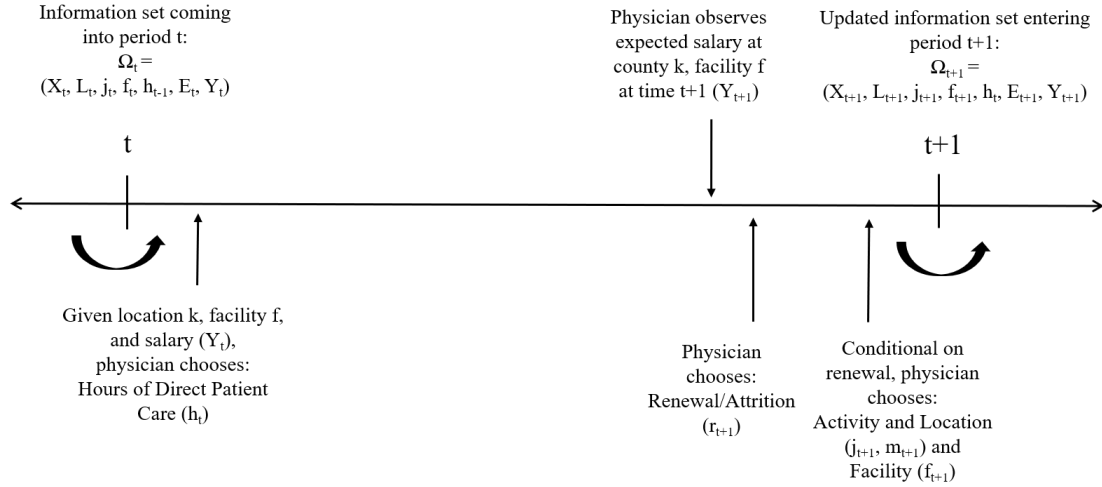 Information set coming
into period t:
Ωₜ =
(Xₜ, Lₜ, jₜ, fₜ, hₜ₋₁, Eₜ, Yₜ)
t
Given location k, facility f,
and salary (Yₜ),
physician chooses:
Hours of Direct Patient
Care (hₜ)
Physician observes
expected salary at
county k, facility f
at time t+1 (Yₜ₊₁)
Physician
chooses:
Renewal/Attrition
(rₜ₊₁)
Conditional on
renewal, physician
chooses:
Activity and Location
(jₜ₊₁, mₜ₊₁) and
Facility (fₜ₊₁)
Updated information set entering
period t+1:
Ωₜ₊₁ =
(Xₜ₊₁, Lₜ₊₁, jₜ₊₁, fₜ₊₁, hₜ, Eₜ₊₁, Yₜ₊₁)
t+1